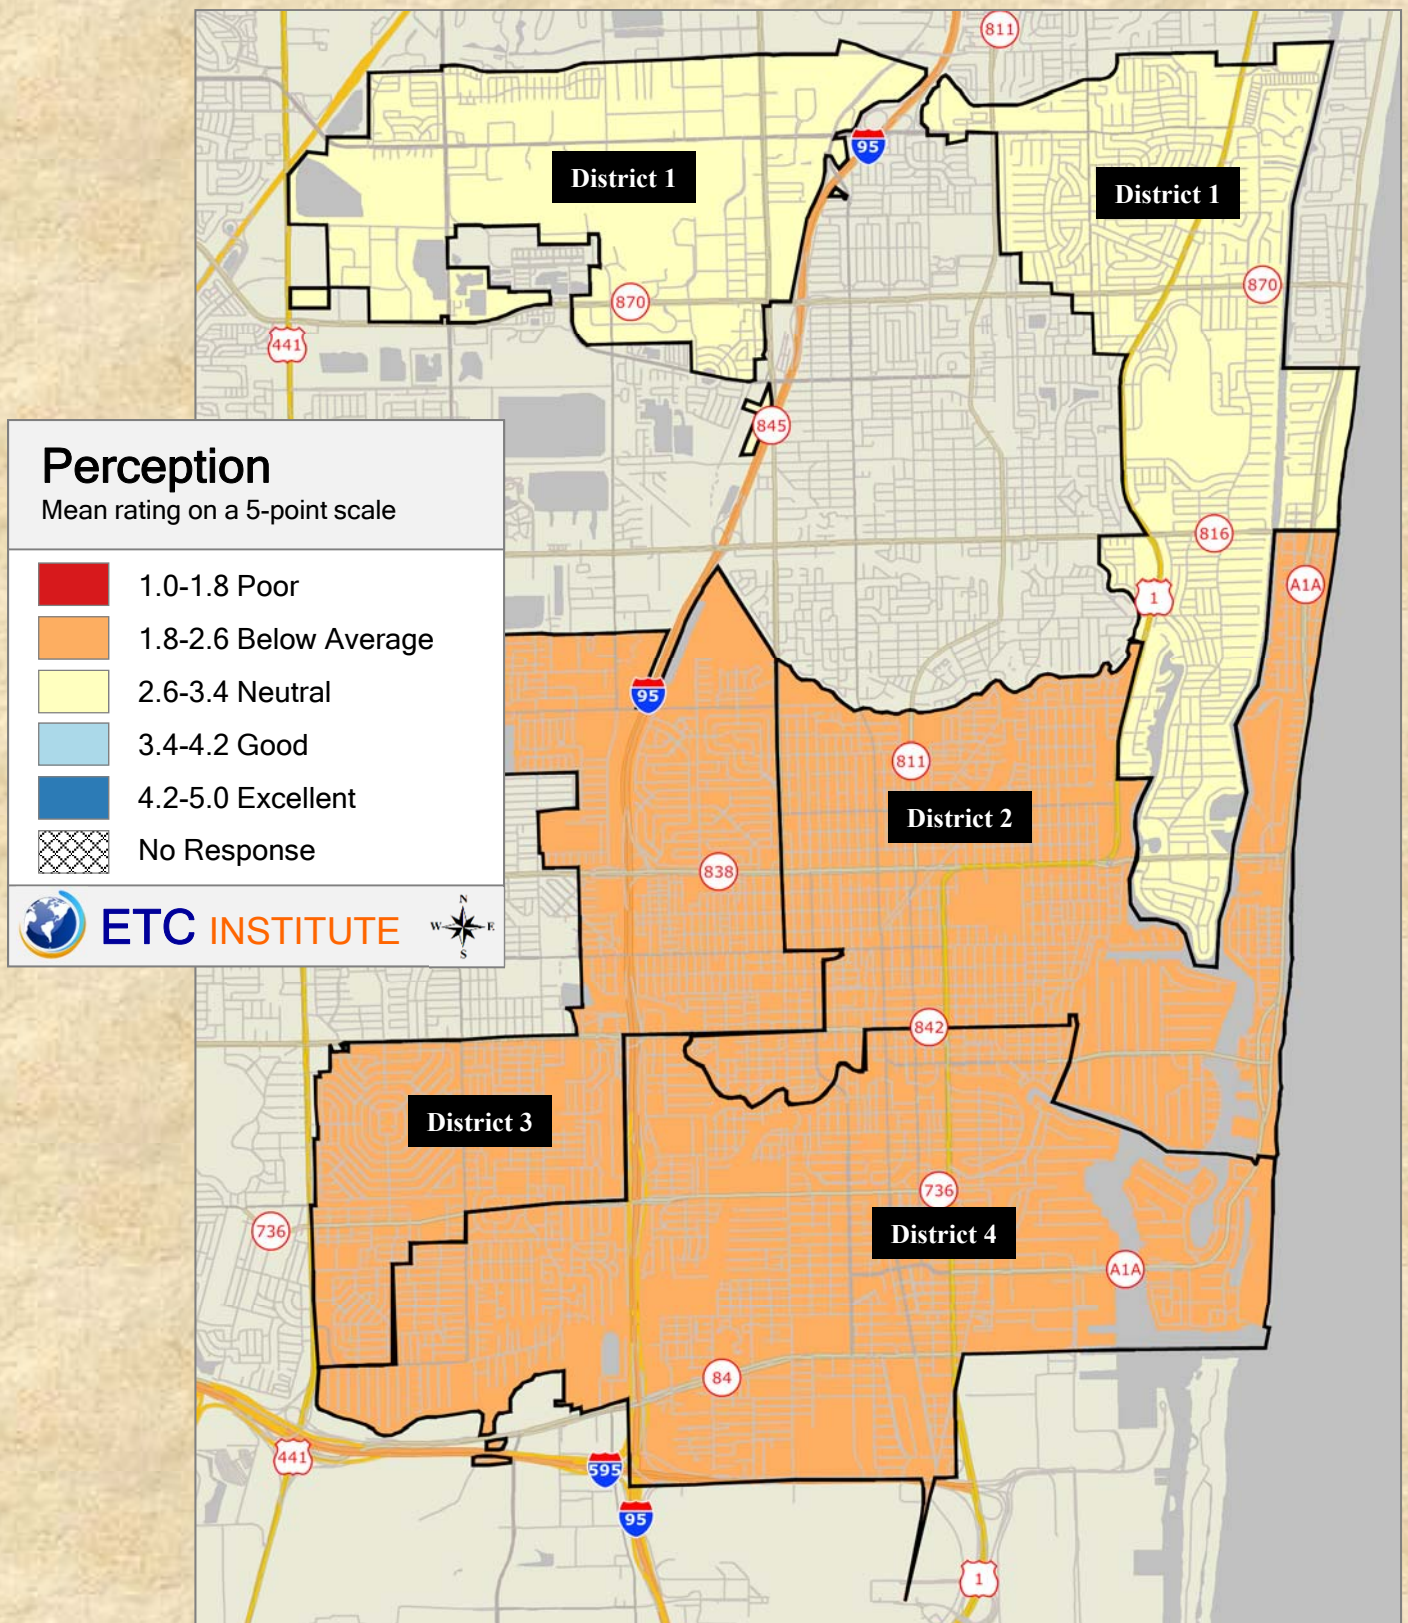 811
95
District 1
District 1
870
870
441
845
Perception
Mean rating on a 5-point scale
1.0-1.8 Poor
1.8-2.6 Below Average
2.6-3.4 Neutral
3.4-4.2 Good
4.2-5.0 Excellent
No Response
ETC INSTITUTE
N
W E
S
816
A1A
1
95
811
District 2
838
842
District 3
736
736
District 4
A1A
84
441
595
95
1